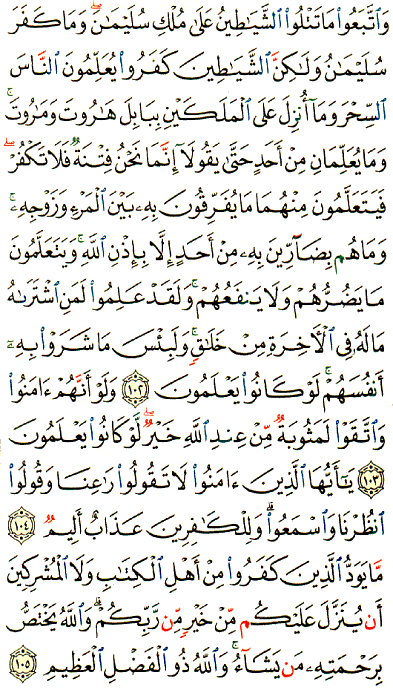 وَٱتَّبَعُوا۟ مَا تَتْلُوا۟ ٱلشَّيَـٰطِينُ عَلَىٰ مُلْكِ سُلَيْمَـٰنَ ۖ وَمَا كَفَرَ
سُلَيْمَـٰنُ وَلَـٰكِنَّ ٱلشَّيَـٰطِينَ كَفَرُوا۟ يُعَلِّمُونَ ٱلنَّاسَ
ٱلسِّحْرَ وَمَآ أُنزِلَ عَلَى ٱلْمَلَكَيْنِ بِبَابِلَ هَـٰرُوتَ وَمَـٰرُوتَ ۚ
وَمَا يُعَلِّمَانِ مِنْ أَحَدٍ حَتَّىٰ يَقُولَآ إِنَّمَا نَحْنُ فِتْنَةٌ فَلَا تَكْفُرْ ۖ
فَيَتَعَلَّمُونَ مِنْهُمَا مَا يُفَرِّقُونَ بِهِۦ بَيْنَ ٱلْمَرْءِ وَزَوْجِهِۦ ۚ
وَمَا هُم بِضَآرِّينَ بِهِۦ مِنْ أَحَدٍ إِلَّا بِإِذْنِ ٱللَّهِ ۚ وَيَتَعَلَّمُونَ
مَا يَضُرُّهُمْ وَلَا يَنفَعُهُمْ ۚ وَلَقَدْ عَلِمُوا۟ لَمَنِ ٱشْتَرَىٰهُ
مَا لَهُۥ فِى ٱلْـَٔاخِرَةِ مِنْ خَلَـٰقٍ ۚ وَلَبِئْسَ مَا شَرَوْا۟ بِهِۦٓ
أَنفُسَهُمْ ۚ لَوْ كَانُوا۟ يَعْلَمُونَ ١٠٢ وَلَوْ أَنَّهُمْ ءَامَنُوا۟
وَٱتَّقَوْا۟ لَمَثُوبَةٌ مِّنْ عِندِ ٱللَّهِ خَيْرٌ ۖ لَّوْ كَانُوا۟ يَعْلَمُونَ
١٠٣ يَـٰٓأَيُّهَا ٱلَّذِينَ ءَامَنُوا۟ لَا تَقُولُوا۟ رَٰعِنَا وَقُولُوا۟
ٱنظُرْنَا وَٱسْمَعُوا۟ ۗ وَلِلْكَـٰفِرِينَ عَذَابٌ أَلِيمٌ ١٠٤
مَّا يَوَدُّ ٱلَّذِينَ كَفَرُوا۟ مِنْ أَهْلِ ٱلْكِتَـٰبِ وَلَا ٱلْمُشْرِكِينَ
أَن يُنَزَّلَ عَلَيْكُم مِّنْ خَيْرٍ مِّن رَّبِّكُمْ ۗ وَٱللَّهُ يَخْتَصُّ
بِرَحْمَتِهِۦ مَن يَشَآءُ ۚ وَٱللَّهُ ذُو ٱلْفَضْلِ ٱلْعَظِيمِ ١٠٥